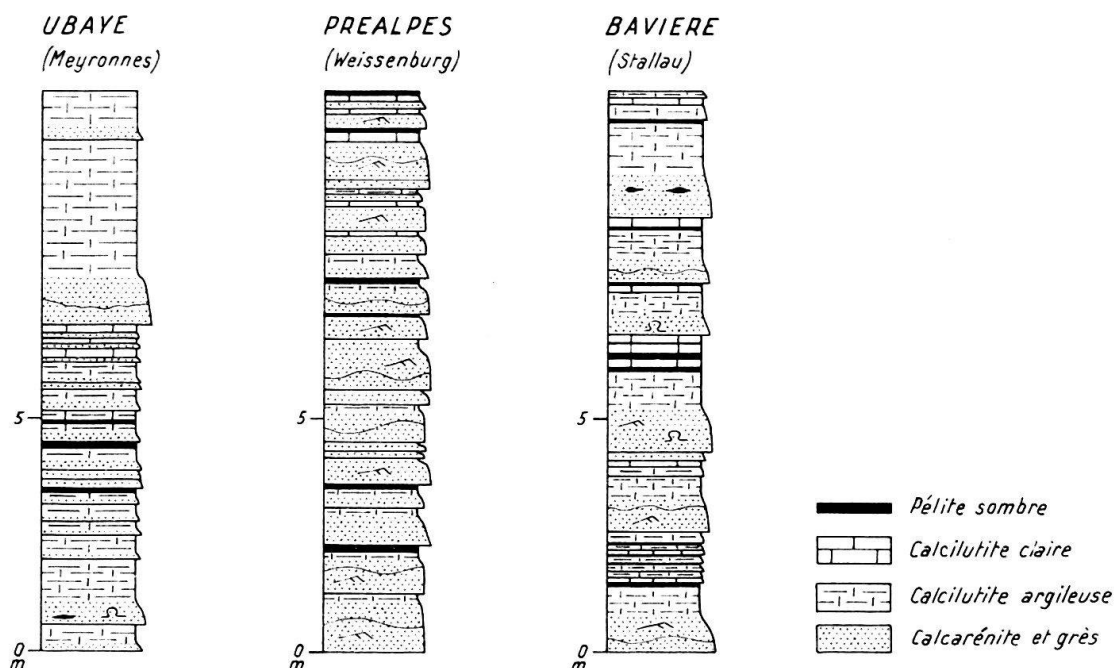 UBAYE
(Meyronnes)
PREALPES
(Weissenburg)
BAVIERE
(Stallau)
5
0
m
5
0
m
5
0
m
Pélite sombre
Calcilutite claire
Calcilutite argileuse
Calcarénite et grès